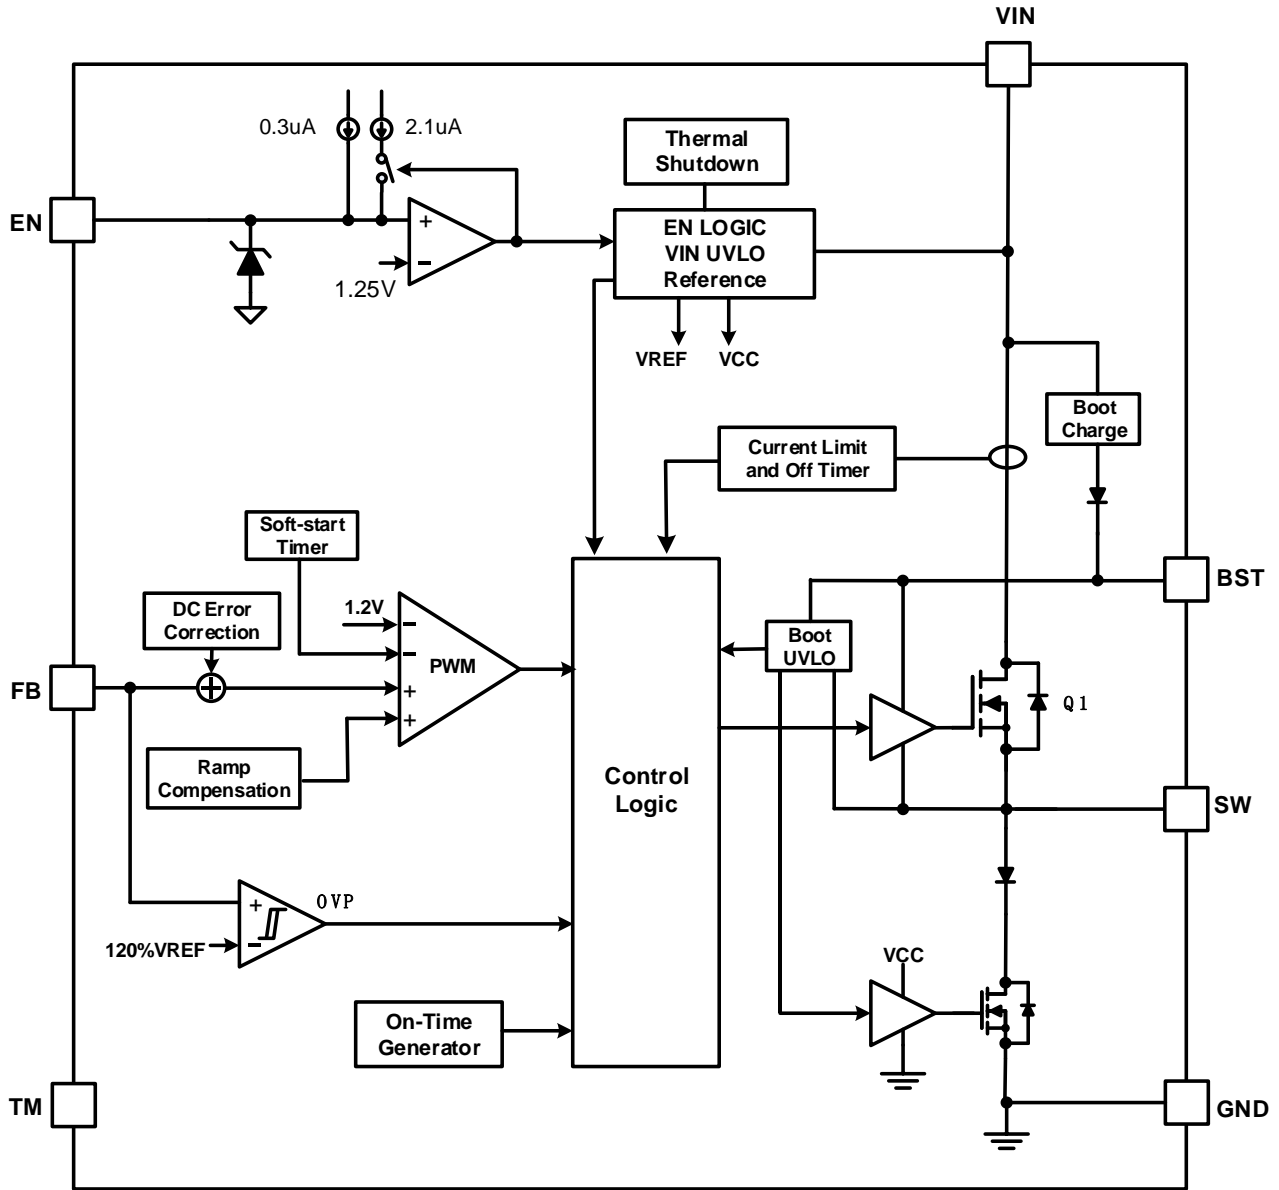 VIN
0.3uA
2.1uA
Thermal
Shutdown
EN
+
−
1.25V
EN LOGIC
VIN UVLO
Reference
VREF
VCC
Boot
Charge
Current Limit
and Off Timer
Soft-start
Timer
BST
DC Error
Correction
1.2V
−
−
PWM
+
+
Boot
UVLO
FB
Q1
Ramp
Compensation
Control
Logic
SW
OVP
+
−
120%VREF
VCC
On-Time
Generator
TM
GND